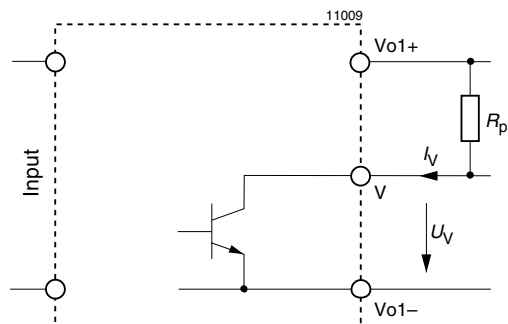 11009
Vo1+
Rp
IV
Input
V
UV
Vo1–